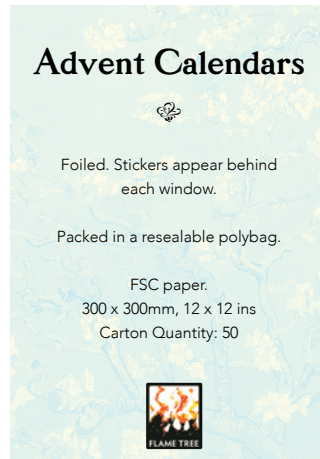 Advent Calendars
Foiled. Stickers appear behind
each window.
Packed in a resealable polybag.
FSC paper.
300 x 300mm, 12 x 12 ins
Carton Quantity: 50
FLAME TREE